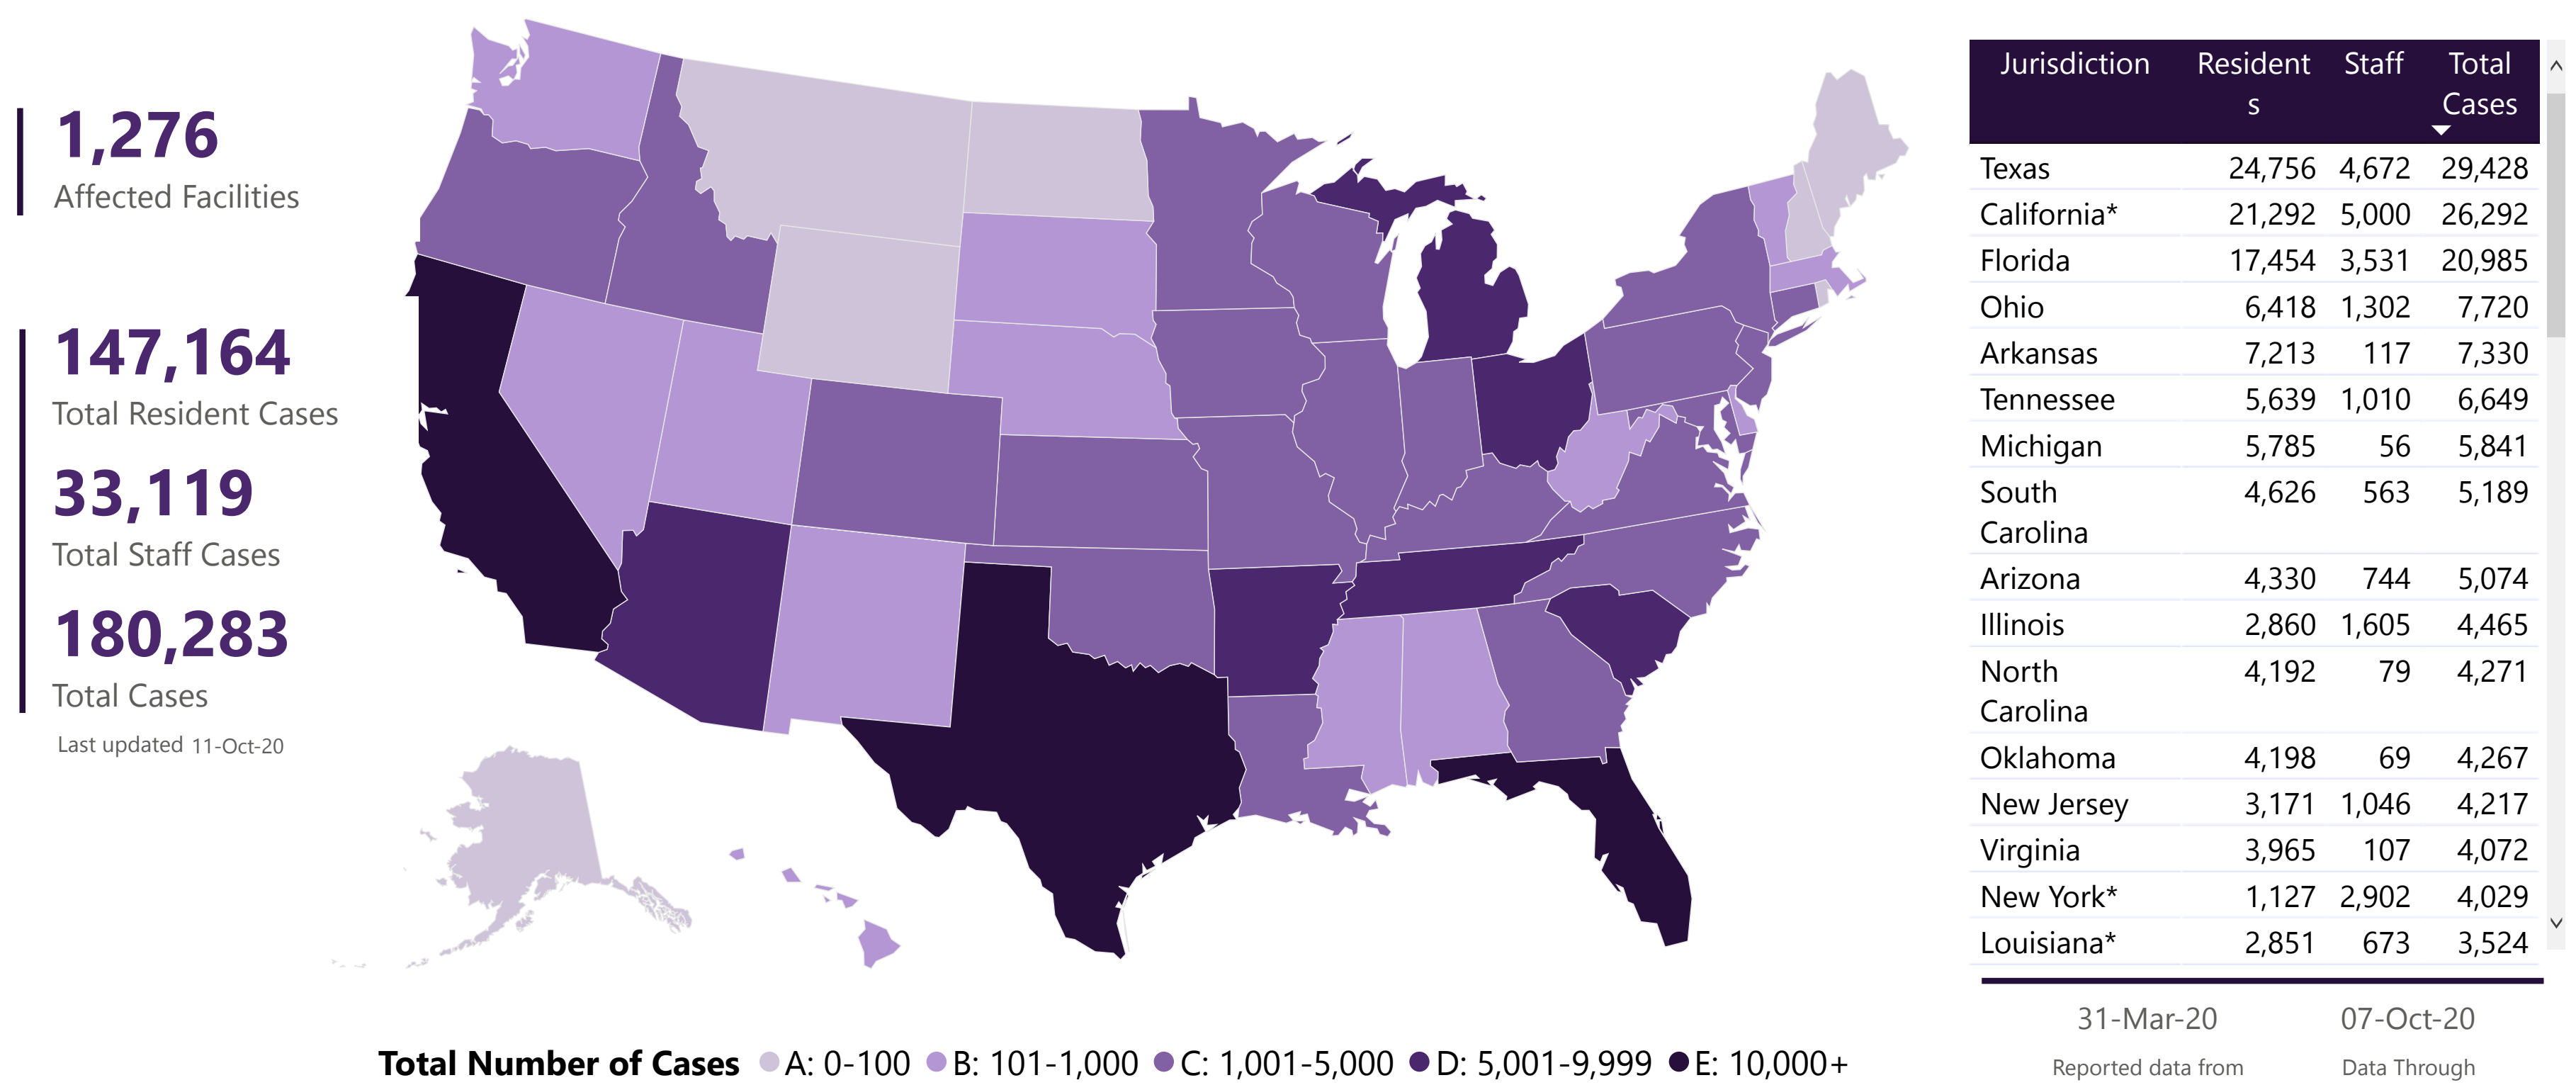 1,276
Affected Facilities
147,164
Total Resident Cases
33,119
Total Staff Cases
180,283
Total Cases
Last updated 11-Oct-20
Total Number of Cases A: 0-100 B: 101-1,000 C: 1,001-5,000 D: 5,001-9,999 E: 10,000+
Jurisdiction Resident Staff Total
s Cases
Texas 24,756 4,672 29,428
California* 21,292 5,000 26,292
Florida 17,454 3,531 20,985
Ohio 6,418 1,302 7,720
Arkansas 7,213 117 7,330
Tennessee 5,639 1,010 6,649
Michigan 5,785 56 5,841
South 4,626 563 5,189
Carolina
Arizona 4,330 744 5,074
Illinois 2,860 1,605 4,465
North 4,192 79 4,271
Carolina
Oklahoma 4,198 69 4,267
New Jersey 3,171 1,046 4,217
Virginia 3,965 107 4,072
New York* 1,127 2,902 4,029
Louisiana* 2,851 673 3,524
31-Mar-20 07-Oct-20
Reported data from Data Through